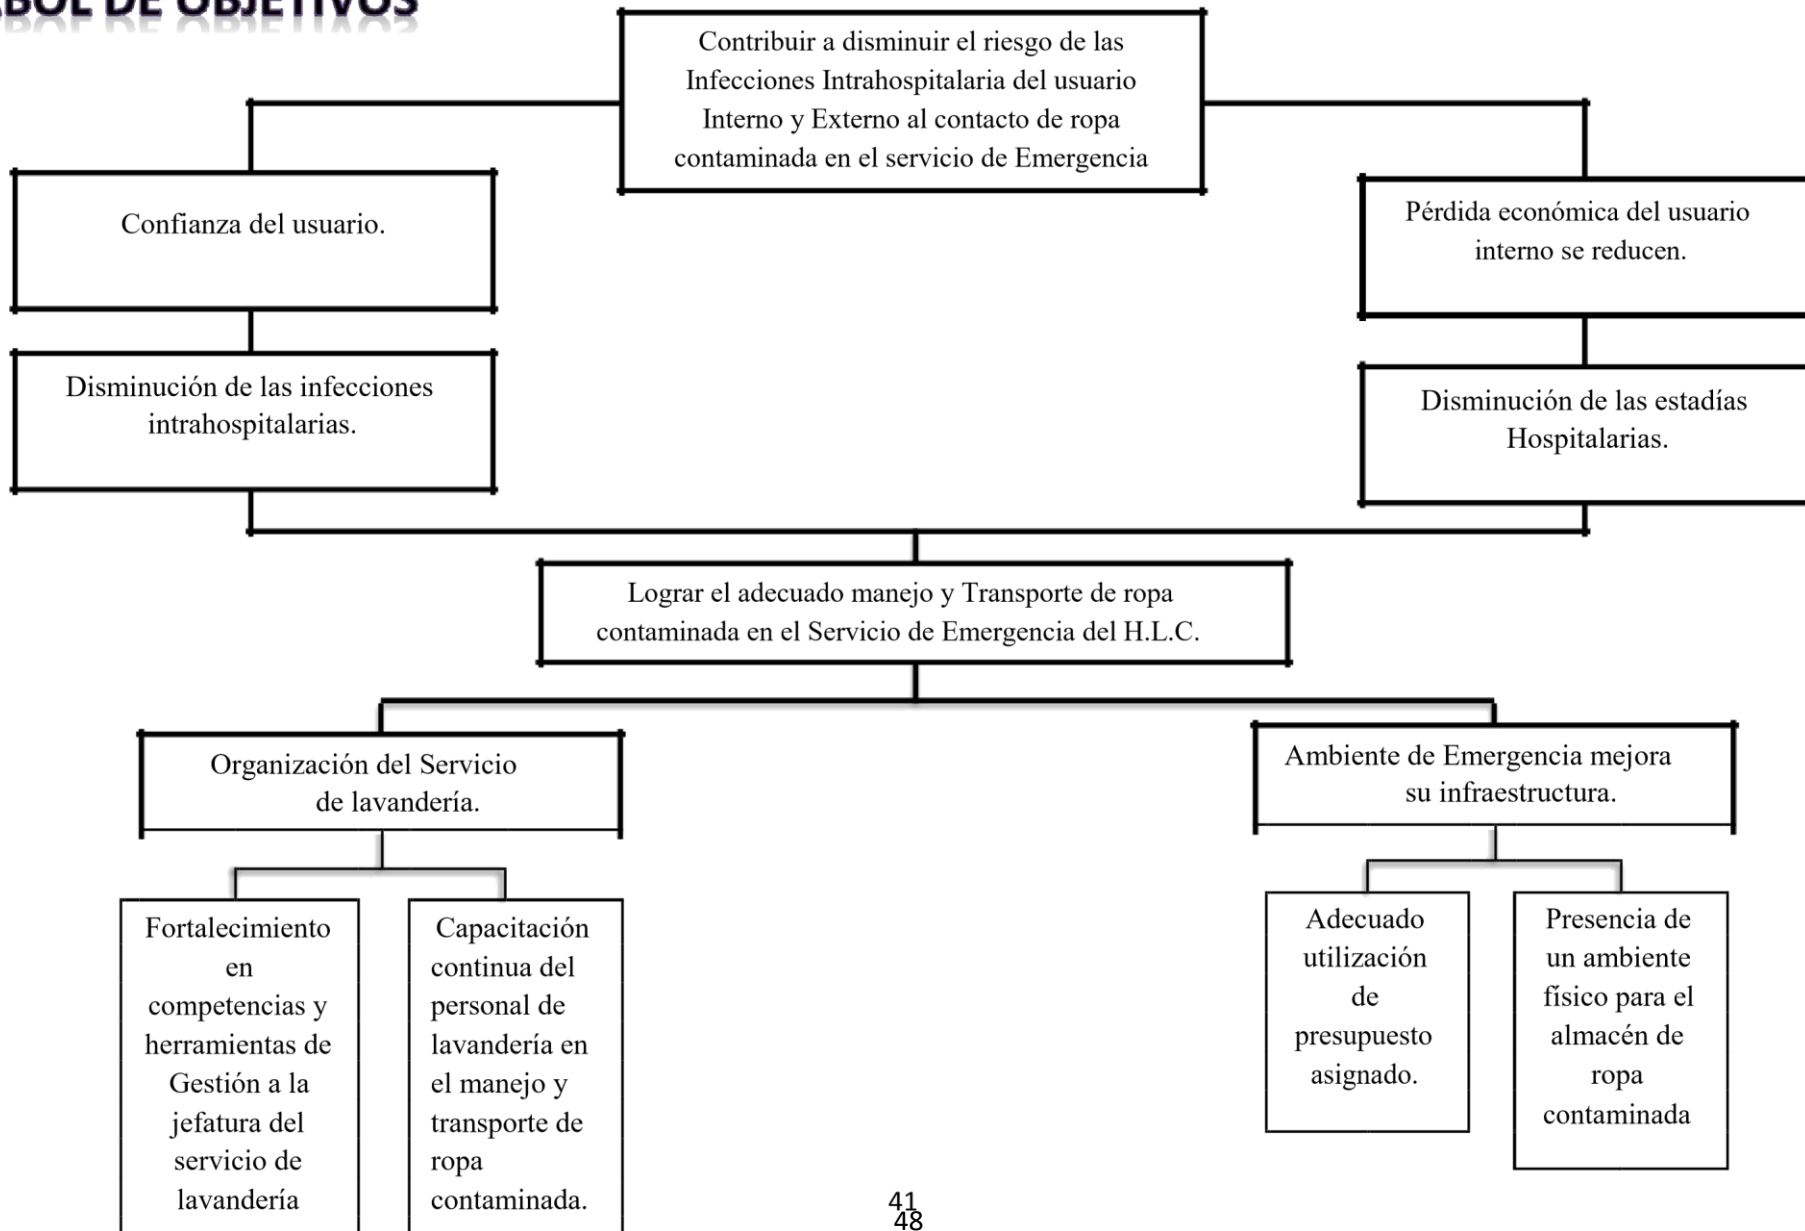 DE OBJETIVOS
Contribuir a disminuir el riesgo de las
Infecciones Intrahospitalaria del usuario
Interno y Externo al contacto de ropa
contaminada en el servicio de Emergencia
Confianza del usuario.
Pérdida económica del usuario
interno se reducen.
Disminución de las infecciones
intrahospitalarias.
Disminución de las estadías
Hospitalarias.
Lograr el adecuado manejo y Transporte de ropa
contaminada en el Servicio de Emergencia del H.L.C.
Organización del Servicio
de lavandería.
Ambiente de Emergencia mejora
su infraestructura.
Fortalecimiento
en
competencias y
herramientas de
Gestión a la
jefatura del
servicio de
lavandería
Capacitación
continua del
personal de
lavandería en
el manejo y
transporte de
ropa
contaminada.
Adecuado
utilización
de
presupuesto
asignado.
Presencia de
un ambiente
físico para el
almacén de
ropa
contaminada
41
48